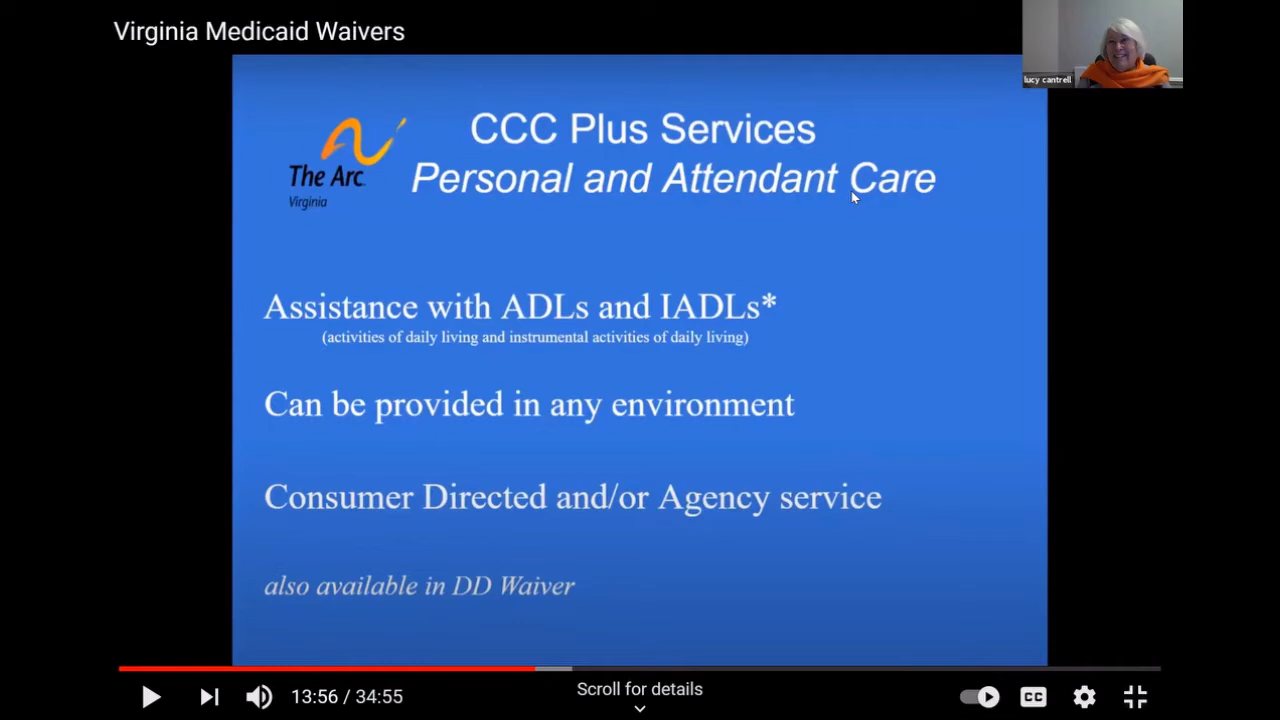 Virginia Medicaid Waivers
lucy cantrell
CCC Plus Services
The Arc
Virginia
Personal and Attendant Care
Assistance with ADLs and IADLs*
(activities of daily living and instrumental activities of daily living)
Can be provided in any environment
Consumer Directed and/or Agency service
also available in DD Waiver
13:56 / 34:55
Scroll for details
CC